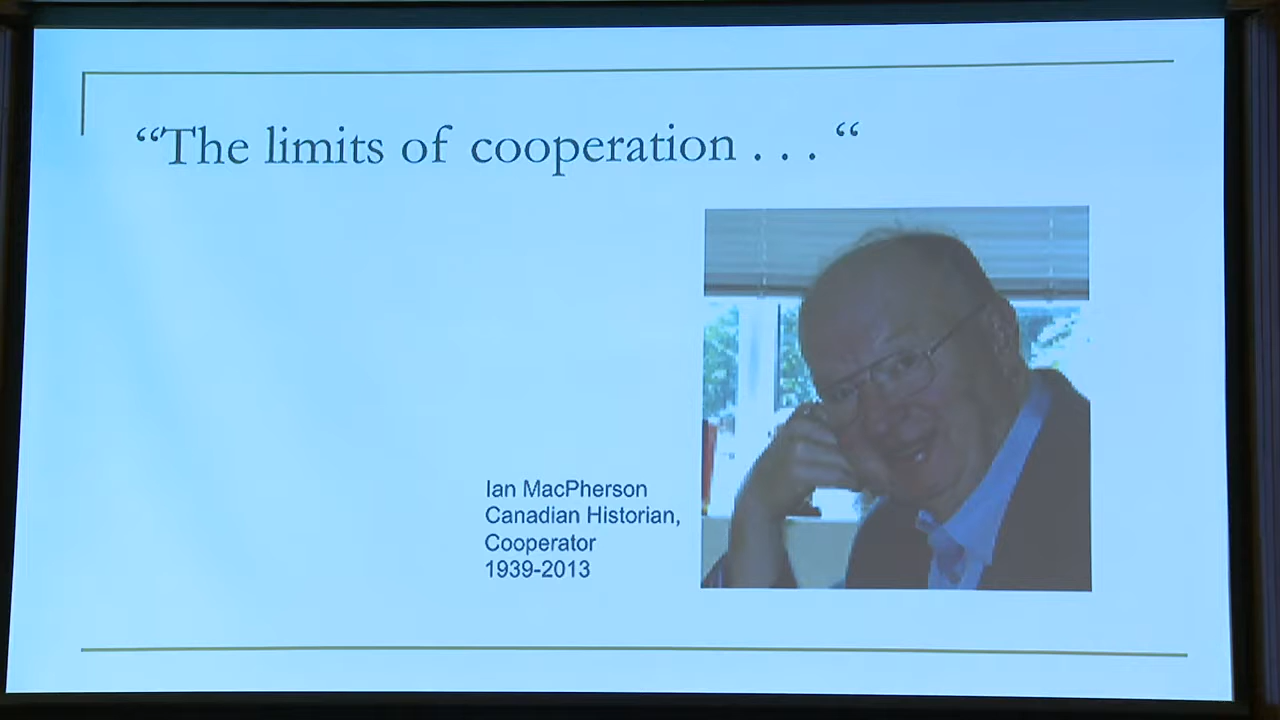 “The limits of cooperation . . . “
Ian MacPherson
Canadian Historian,
Cooperator
1939-2013